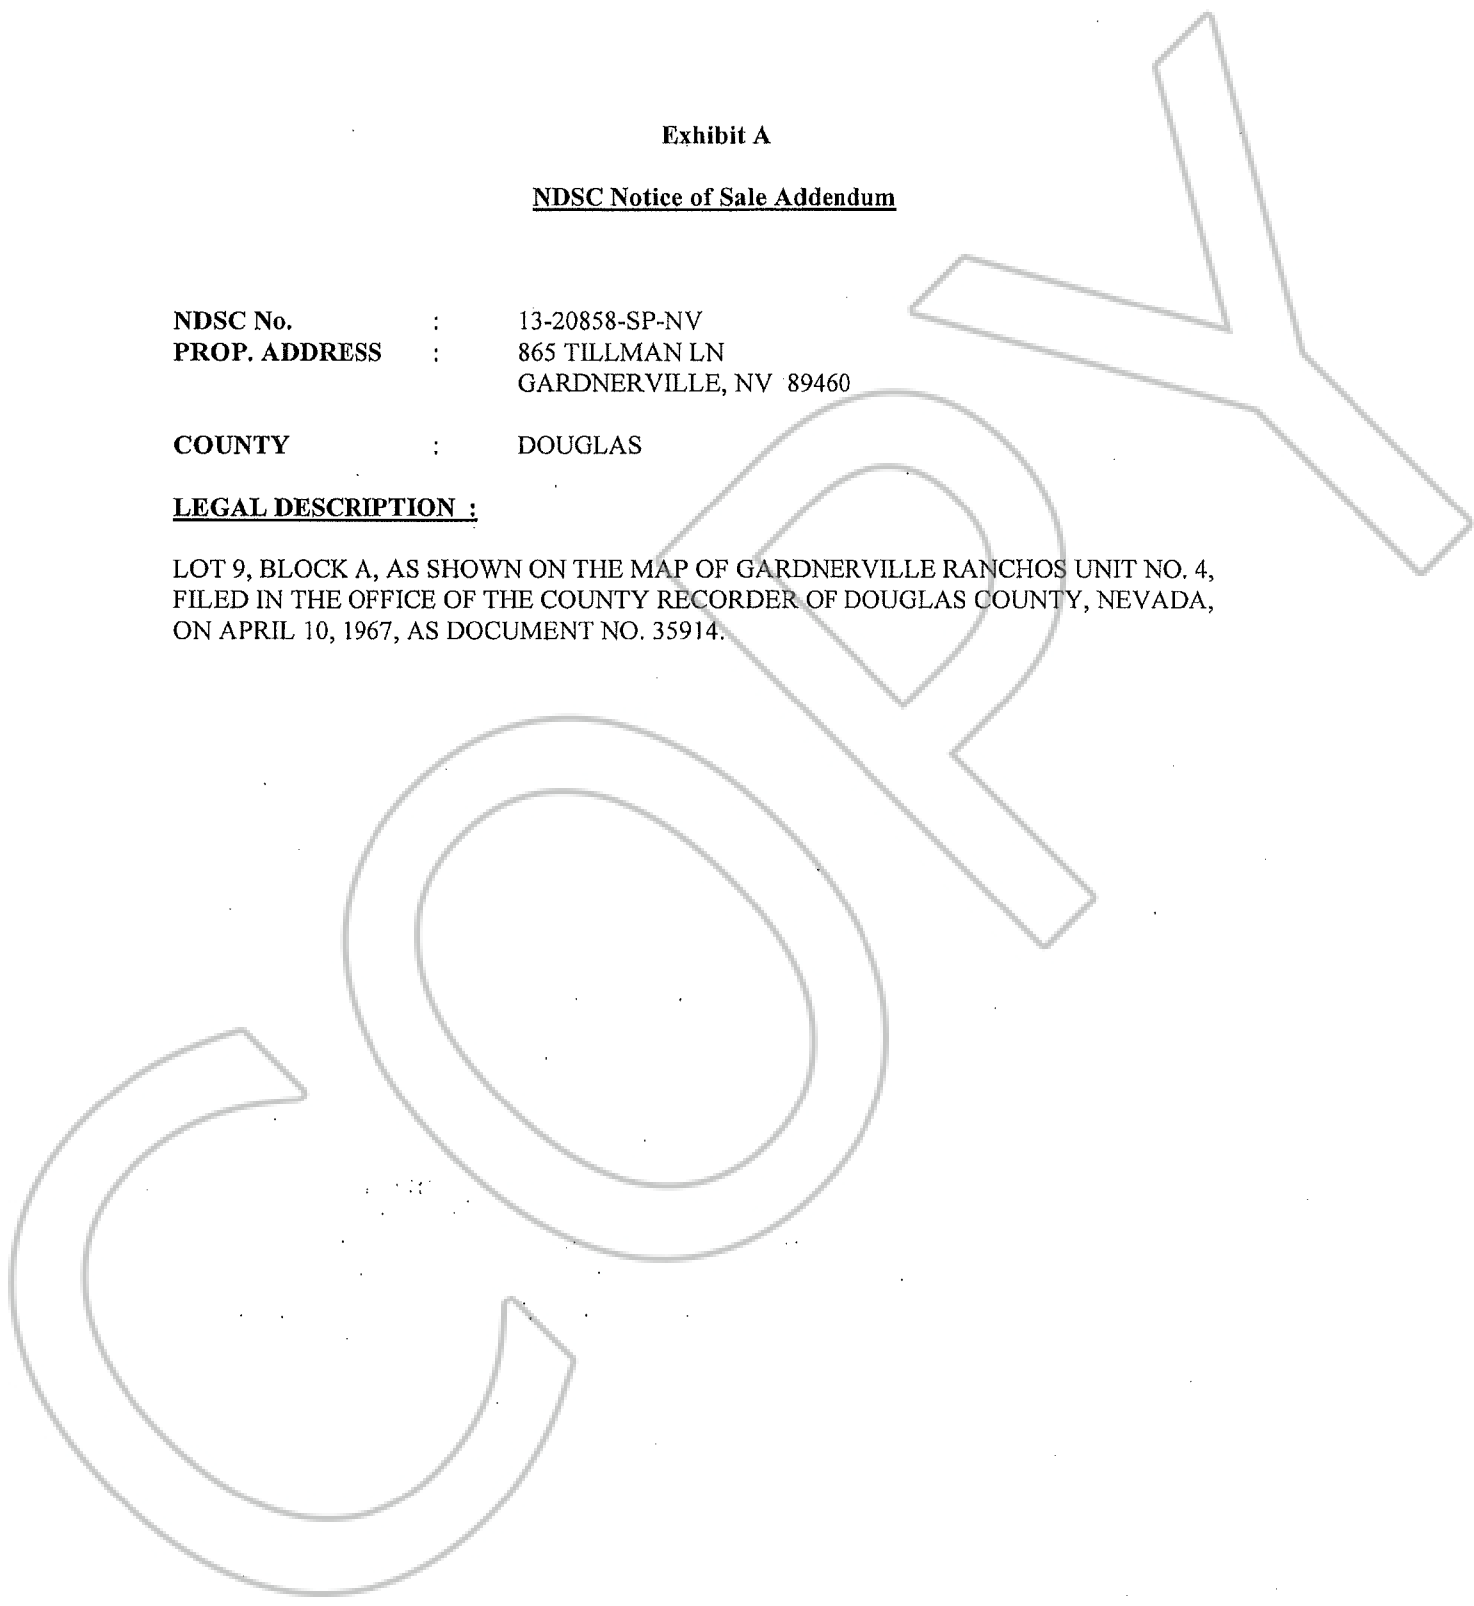 Exhibit A
NDSC Notice of Sale Addendum
NDSC No. : 13-20858-SP-NV
PROP. ADDRESS : 865 TILLMAN LN
GARDNERVILLE, NV 89460
COUNTY : DOUGLAS
LEGAL DESCRIPTION :
LOT 9, BLOCK A, AS SHOWN ON THE MAP OF GARDNERVILLE RANCHOS UNIT NO. 4,
FILED IN THE OFFICE OF THE COUNTY RECORDER OF DOUGLAS COUNTY, NEVADA,
ON APRIL 10, 1967, AS DOCUMENT NO. 35914.
COPY